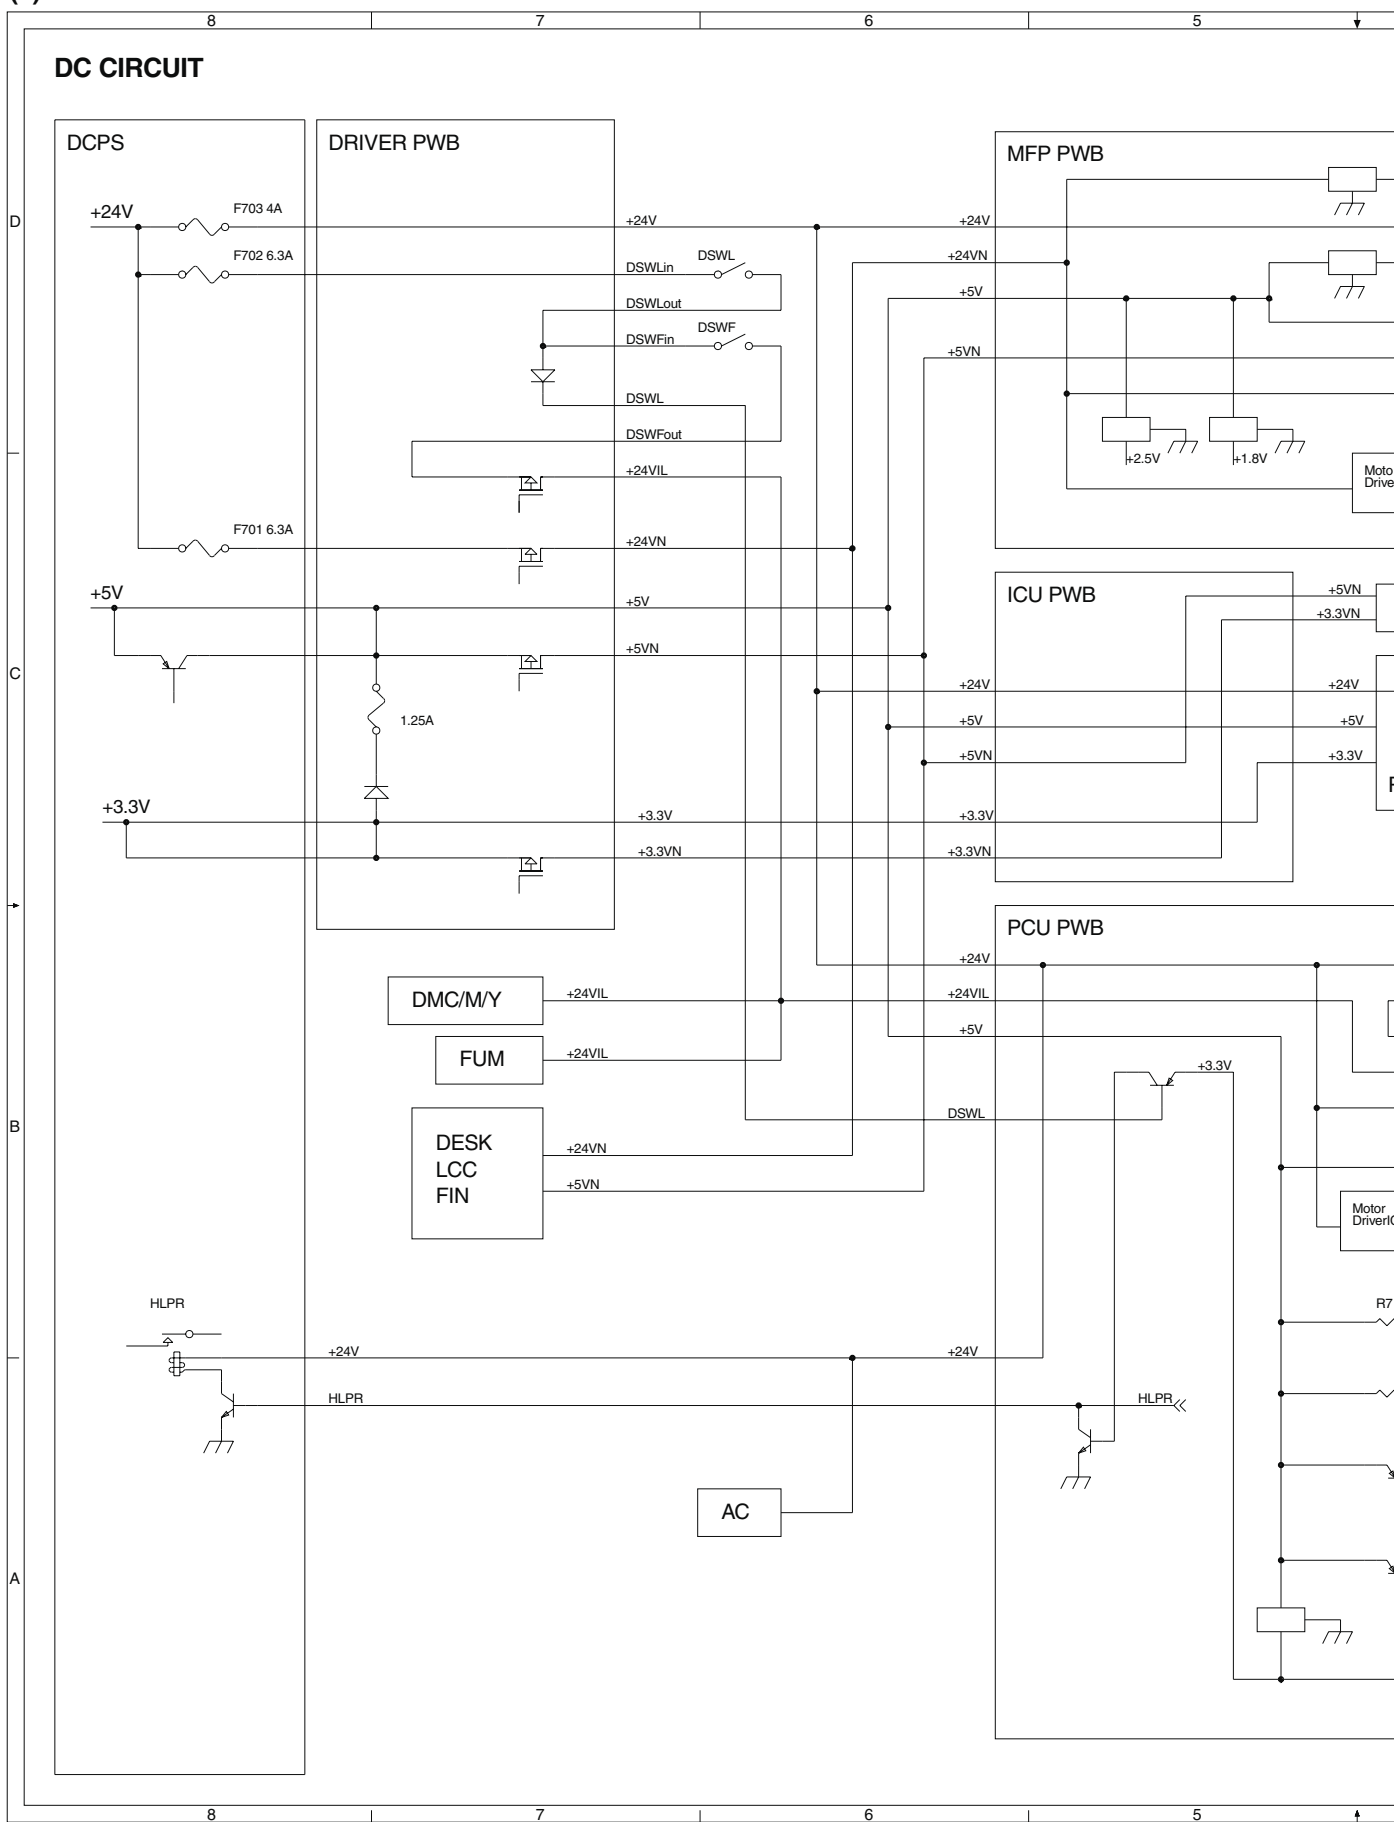 8 7 6 5
DC CIRCUIT
DCPS
DRIVER PWB
MFP PWB
D
+24V
F703 4A
+24V
+24V
F702 6.3A
DSWLin
DSWL
+24VN
DSWLout
+5V
DSWFin
DSWF
+5VN
DSWL
DSWFout
+2.5V
+1.8V
+24VIL
Moto
Drive
F701 6.3A
+24VN
+5V
+5V
ICU PWB
+5VN
+3.3VN
+5VN
C
+24V
+24V
1.25A
+5V
+5V
+5VN
+3.3V
+3.3V
+3.3V
+3.3V
+3.3VN
+3.3VN
PCU PWB
+24V
DMC/M/Y
+24VIL
+24VIL
+5V
FUM
+24VIL
+3.3V
B
DSWL
DESK
LCC
FIN
+24VN
+5VN
Motor
DriverIC
HLPR
R7
+24V
+24V
HLPR
HLPR
AC
A
8 7 6 5